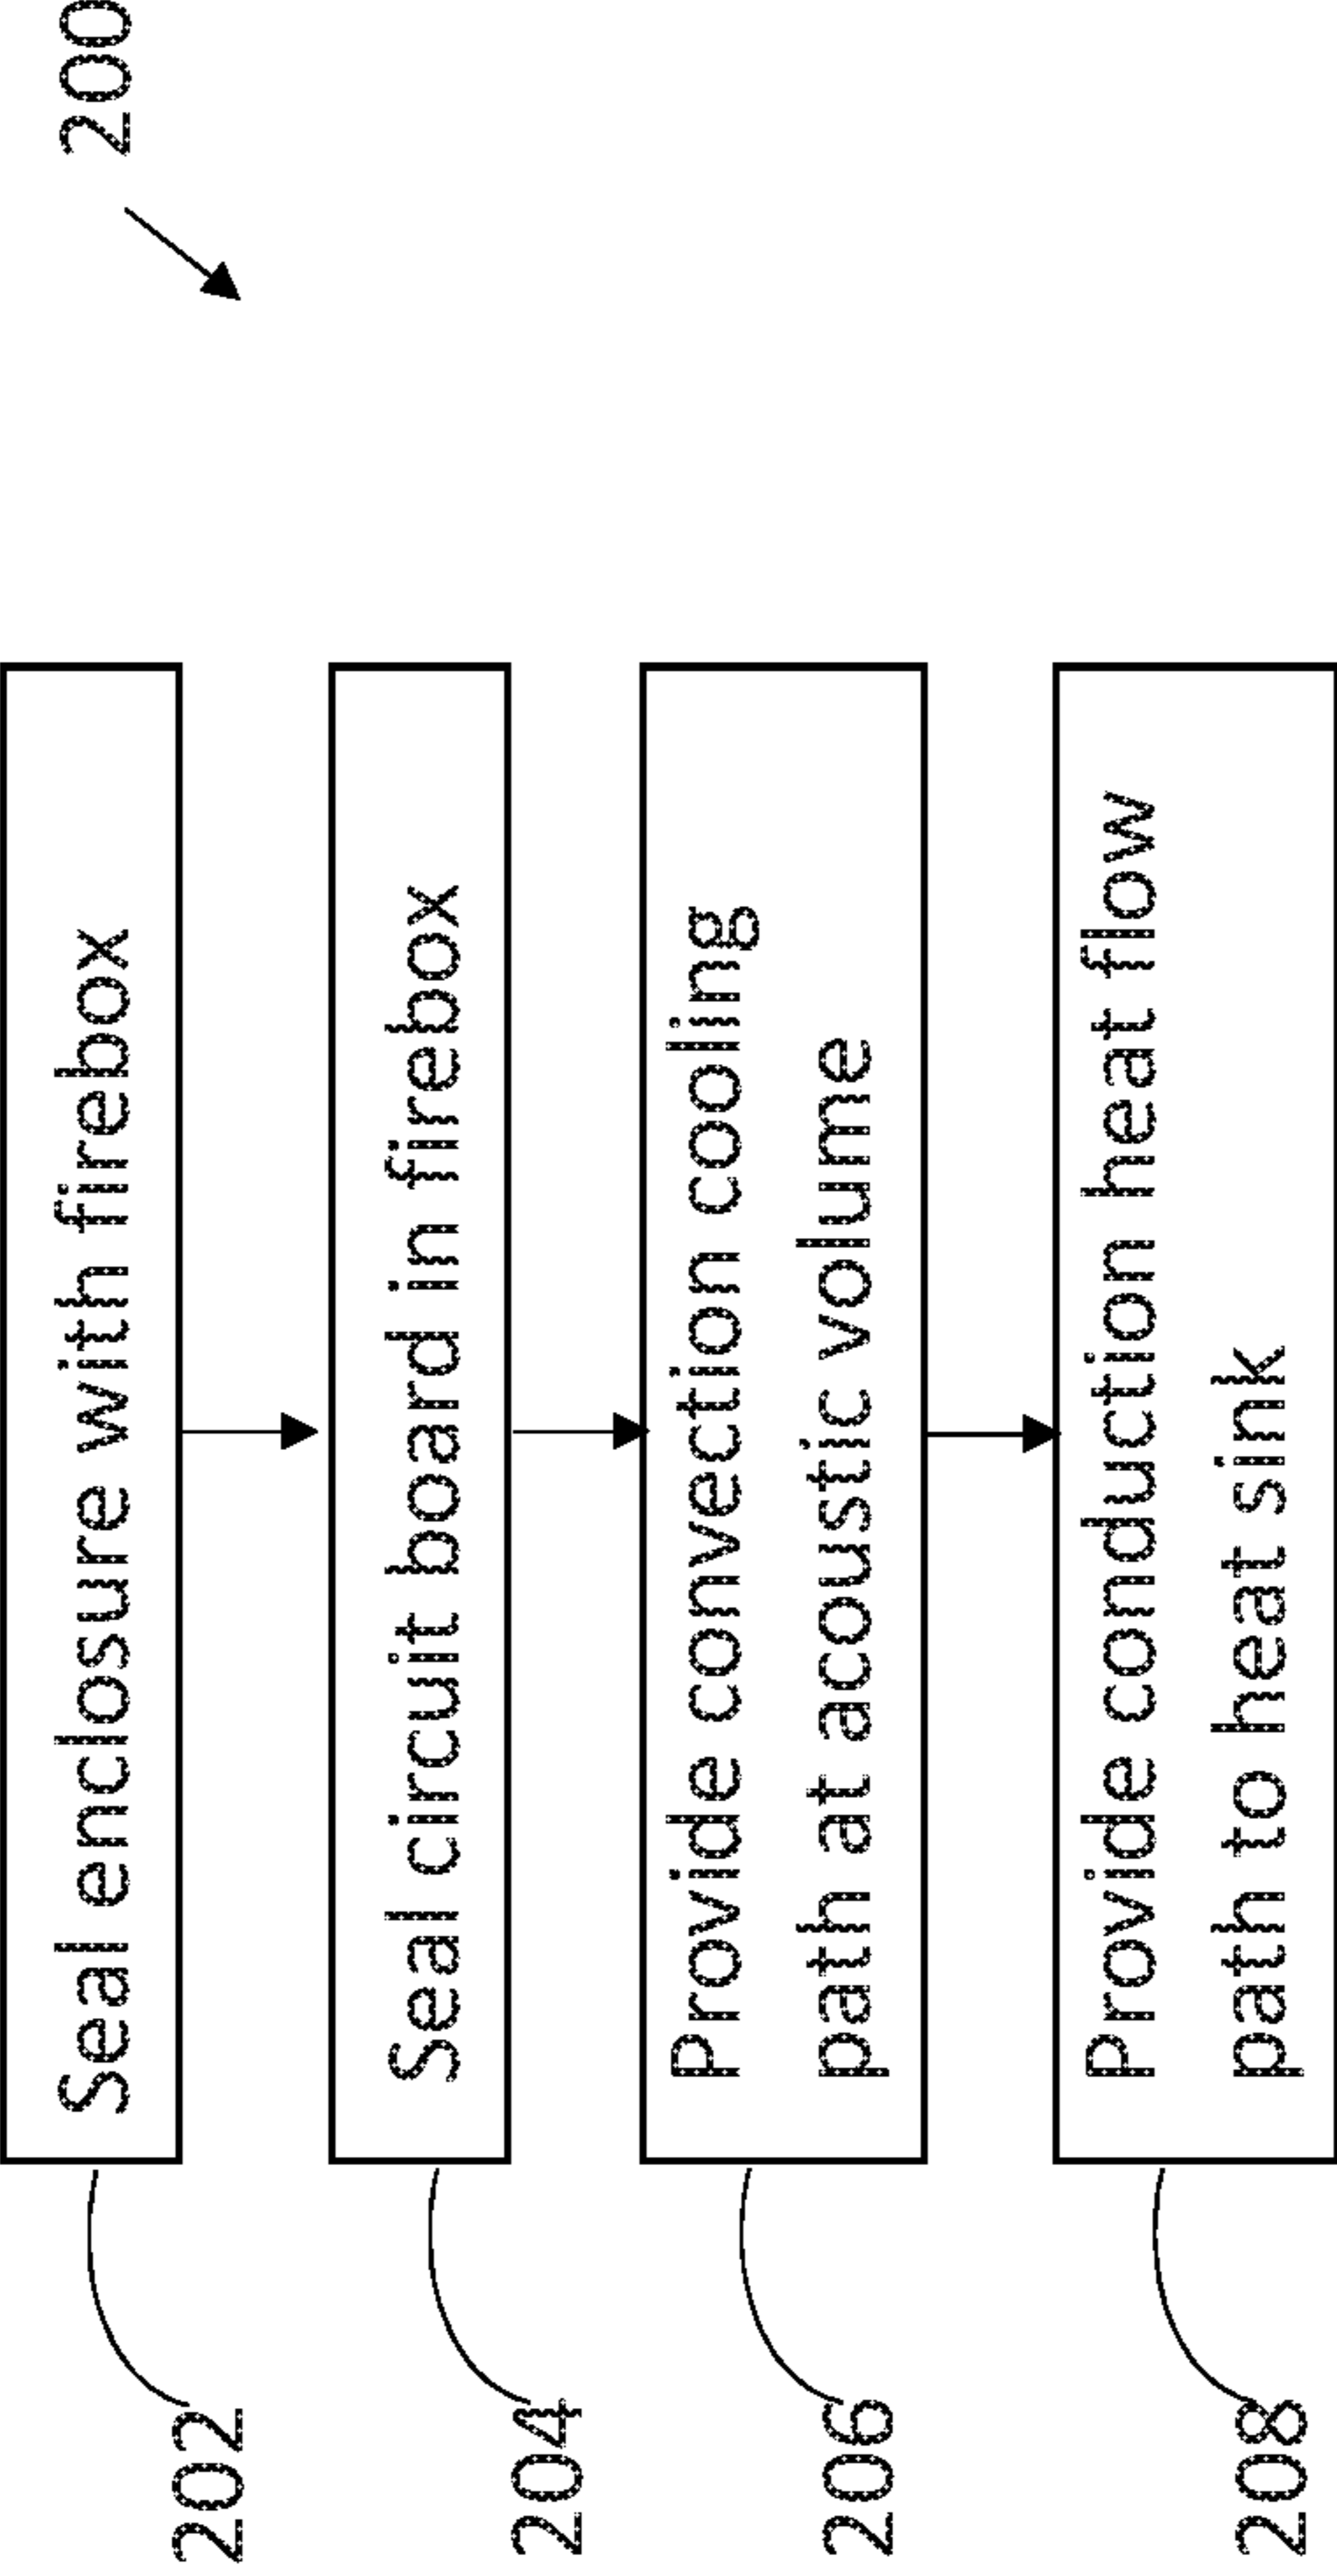 200
202
Seal enclosure with firebox
204
Seal circuit board in firebox
206
Provide convection cooling
path at acoustic volume
208
Provide conduction heat flow
path to heat sink